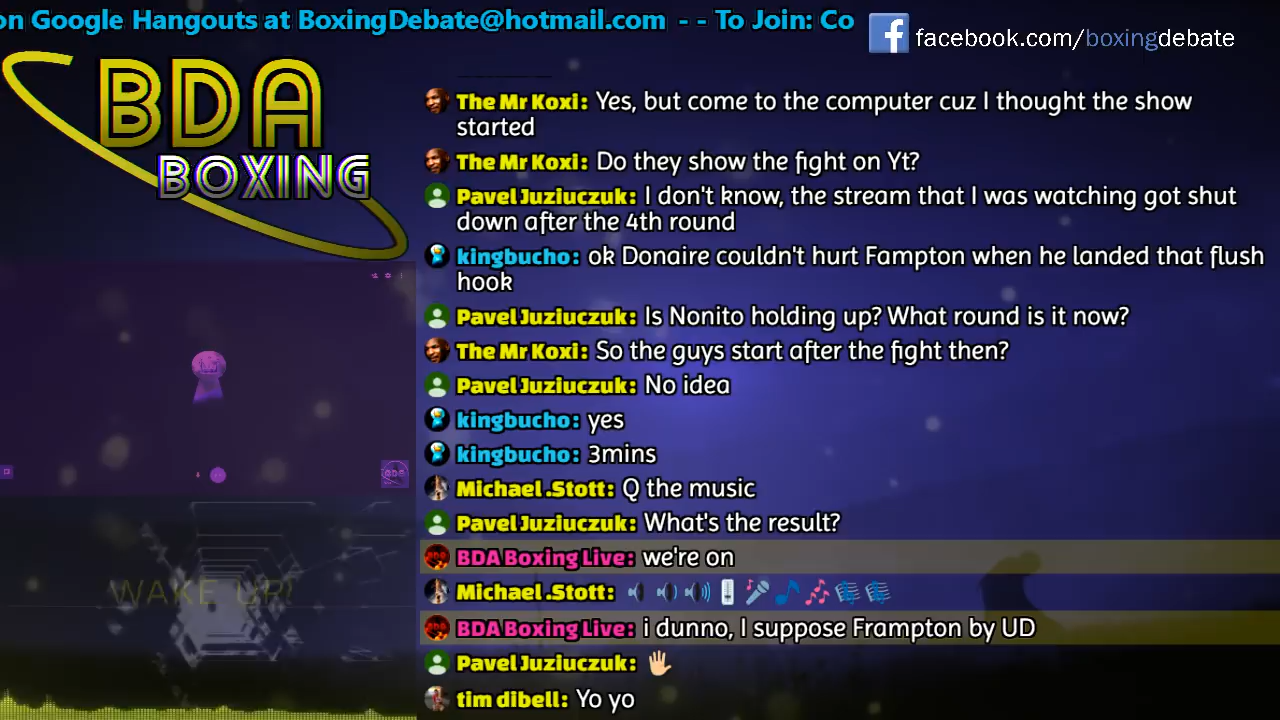 on Google Hangouts at BoxingDebate@hotmail.com - - To Join: Co
facebook.com/boxingdebate
BDA
BOXING
The Mr Koxi: Yes, but come to the computer cuz I thought the show
started
The Mr Koxi: Do they show the fight on Yt?
Pavel Juziuczuk: I don't know, the stream that I was watching got shut
down after the 4th round
kingbucho: ok Donaire couldn't hurt Fampton when he landed that flush
hook
Pavel Juziuczuk: Is Nonito holding up? What round is it now?
The Mr Koxi: So the guys start after the fight then?
Pavel Juziuczuk: No idea
kingbucho: yes
kingbucho: 3mins
Michael .Stott: Q the music
Pavel Juziuczuk: What's the result?
BDA Boxing Live: we're on
Michael .Stott: 🔈🔉🔊🎚🎤🎵🎶🎼🎼
BDA Boxing Live: i dunno, I suppose Frampton by UD
Pavel Juziuczuk: 🖐🏻
tim dibell: Yo yo
WAKE UP!